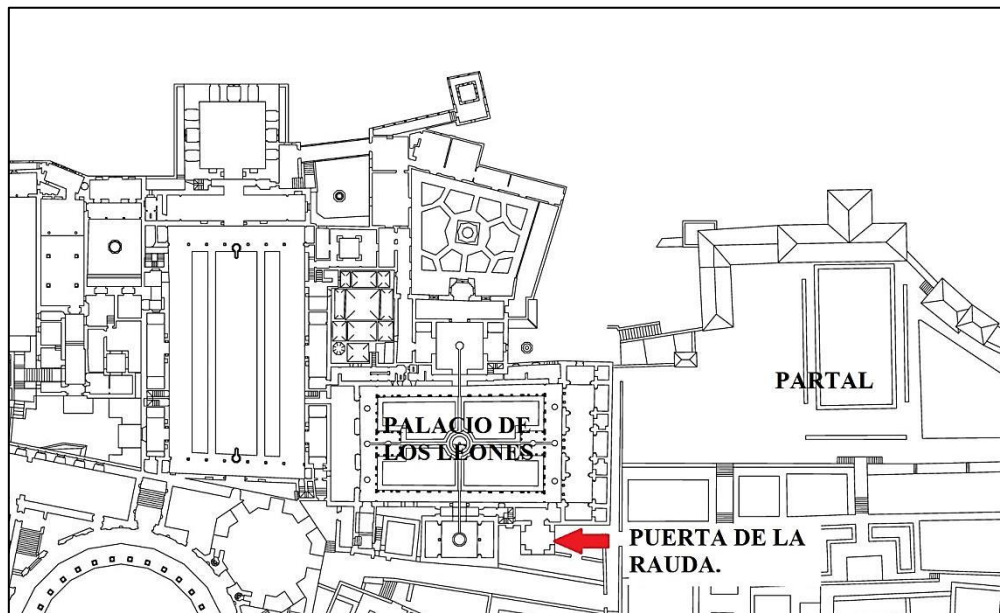 PARTAL
PALACIO DE
LOS LEONES
PUERTA DE LA
RAUDA.